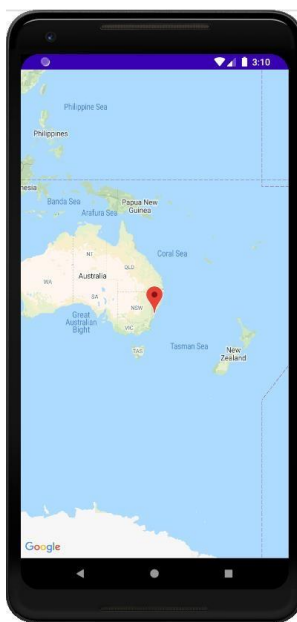 3:10
Philippine Sea
Philippines
nesia
Banda Sea
Papua New
Guinea
Arafura Sea
Coral Sea
NT
QLD
Australia
WA
SA
NSW
Great
Australian
Bight
VIC
Tasman Sea
TAS
New
Zealand
Google